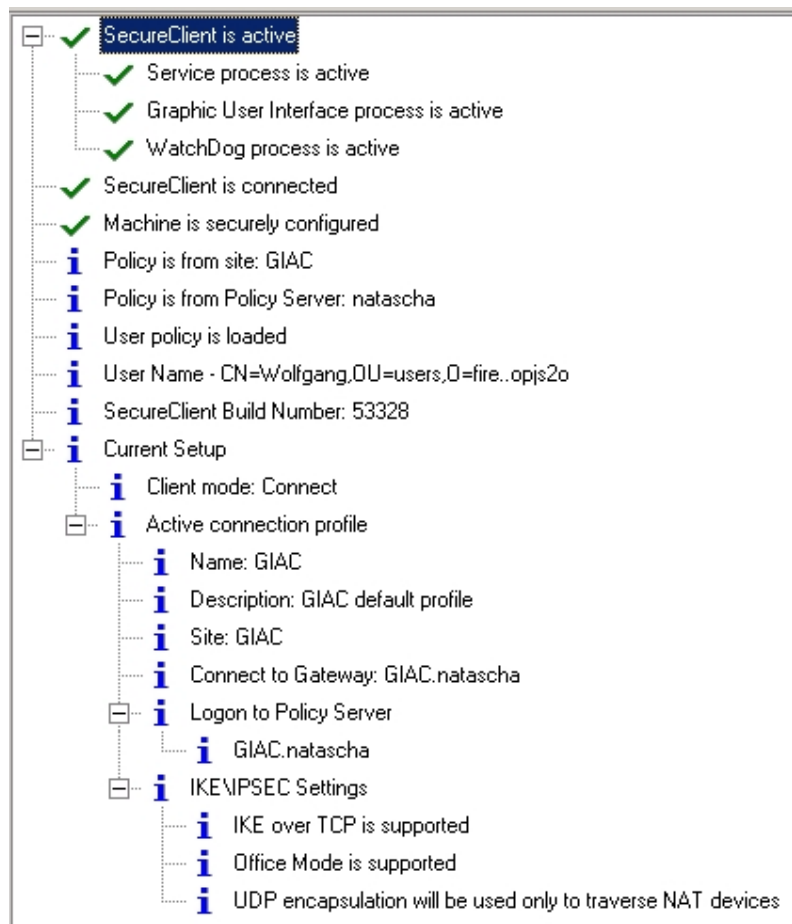 SecureClient is active
Service process is active
Graphic User Interface process is active
WatchDog process is active
SecureClient is connected
Machine is securely configured
Policy is from site: GIAC
Policy is from Policy Server: natascha
User policy is loaded
User Name - CN=Wolfgang,OU=users,O=fire..opjs2o
SecureClient Build Number: 53328
Current Setup
Client mode: Connect
Active connection profile
Name: GIAC
Description: GIAC default profile
Site: GIAC
Connect to Gateway: GIAC.natascha
Logon to Policy Server
GIAC.natascha
IKE\IPSEC Settings
IKE over TCP is supported
Office Mode is supported
UDP encapsulation will be used only to traverse NAT devices